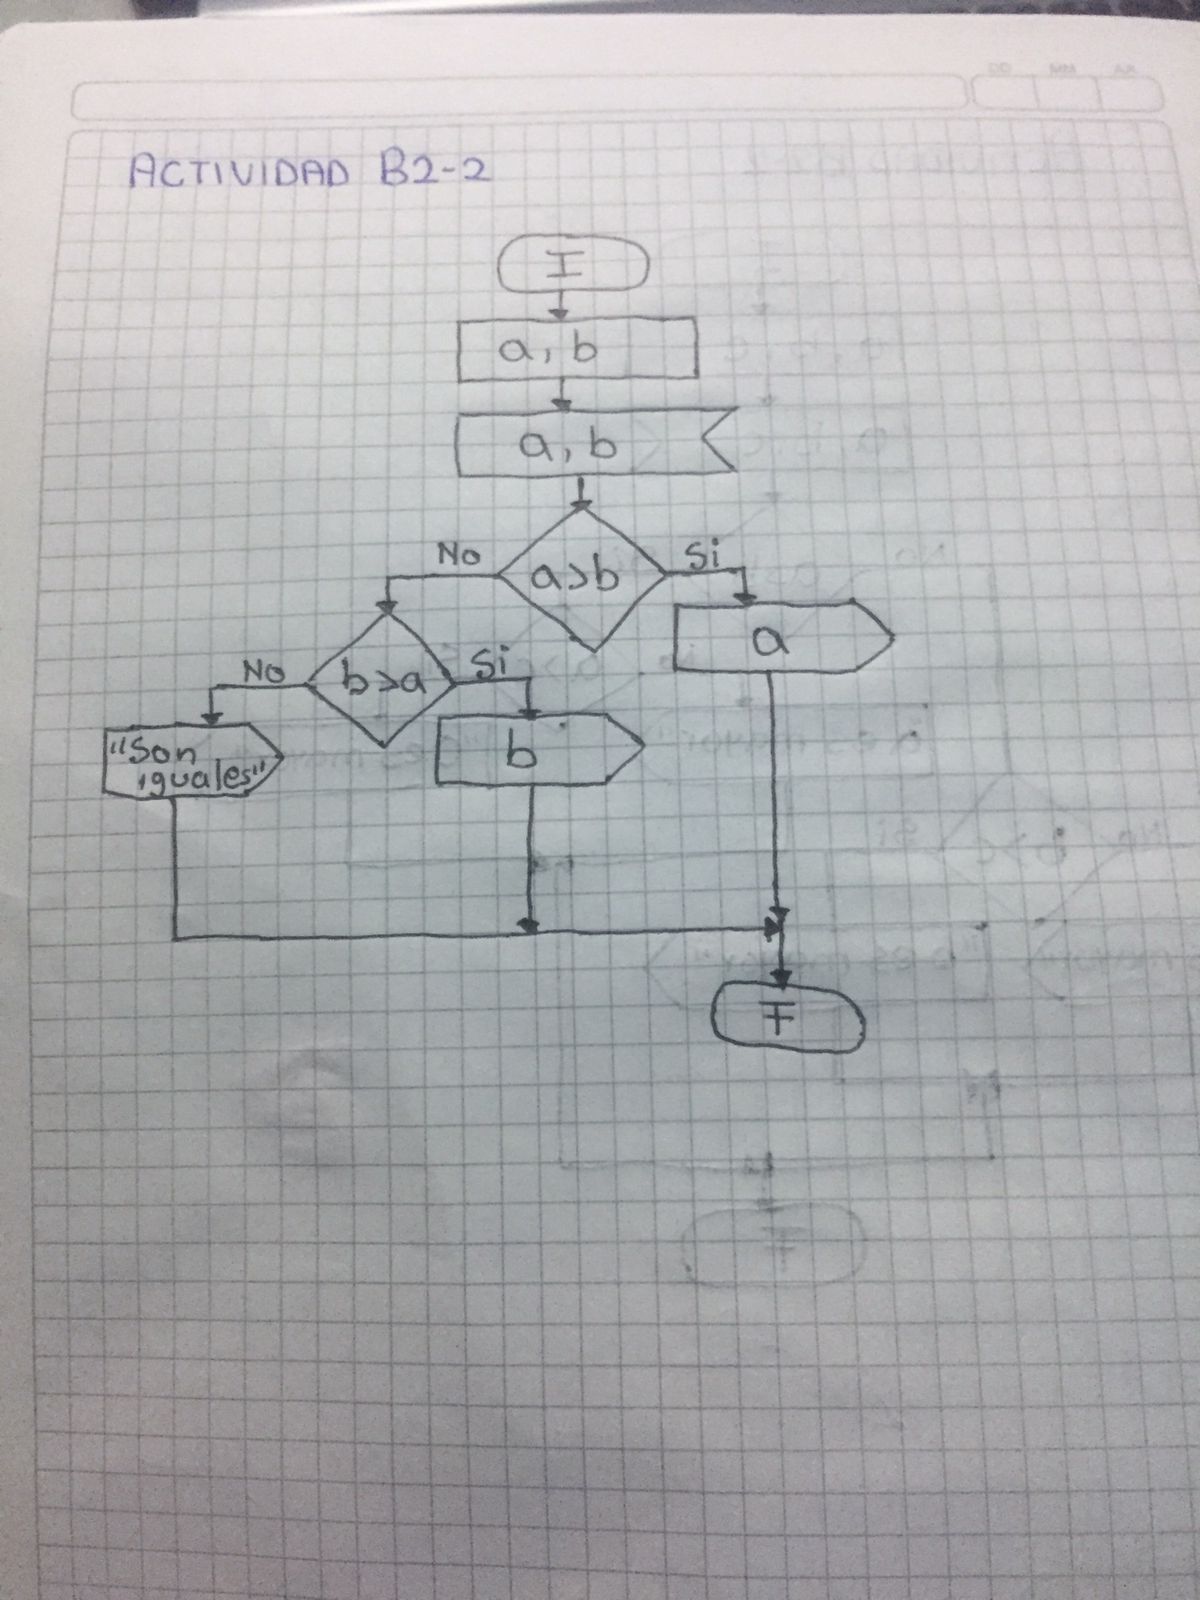 DD MM AA
ACTIVIDAD B2-2
I
a, b
a, b
a>b
No
Si
a
b>a
No
Si
"Son
iguales"
b
F